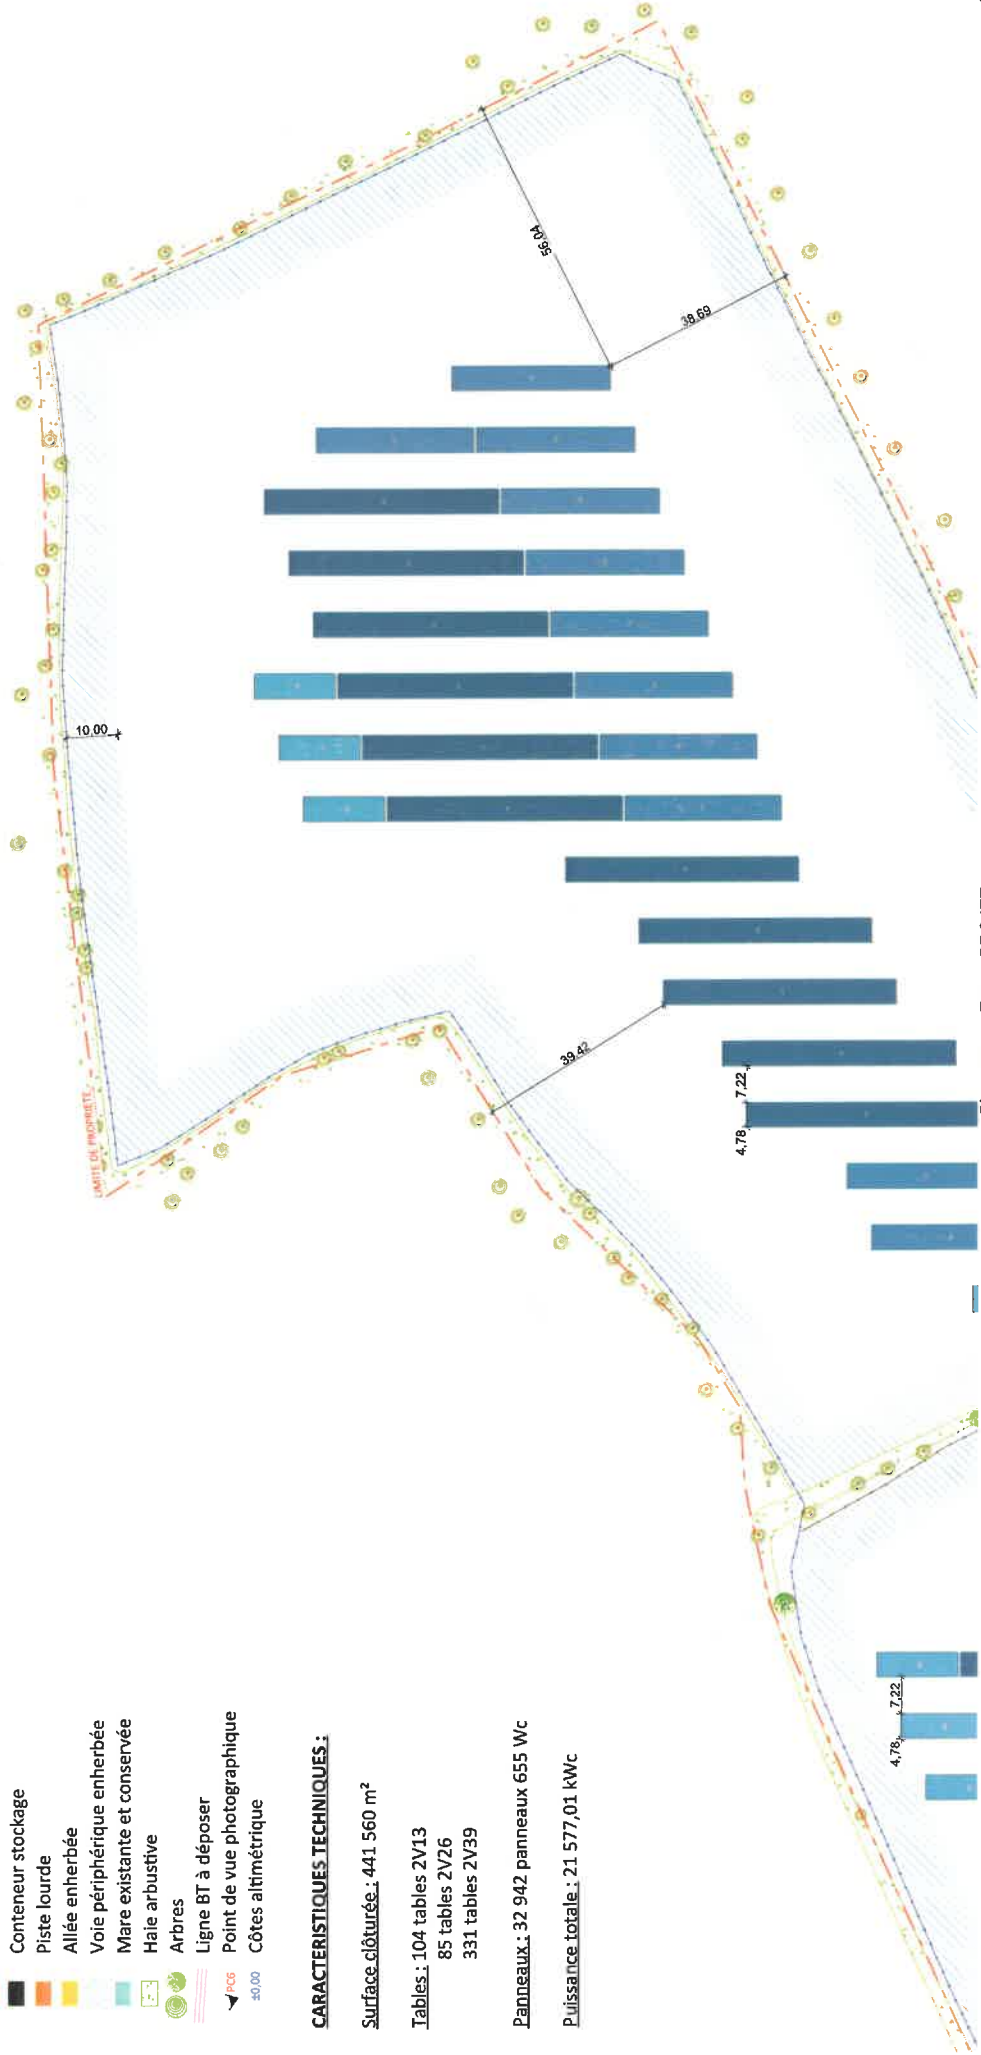 Conteneur stockage
Piste lourde
Allée enherbée
Voie périphérique enherbée
Mare existante et conservée
Haie arbustive
Arbres
Ligne BT à déposer
PC6 Point de vue photographique
±0,00 Côtes altimétrique
CARACTERISTIQUES TECHNIQUES :
Surface clôturée : 441 560 m²
Tables : 104 tables 2V13
85 tables 2V26
331 tables 2V39
Panneaux : 32 942 panneaux 655 Wc
Puissance totale : 21 577,01 kWc
LIMITE DE PROPRIETE
10,00
56,04
38,69
39,42
4,78
7,22
4,78
7,22